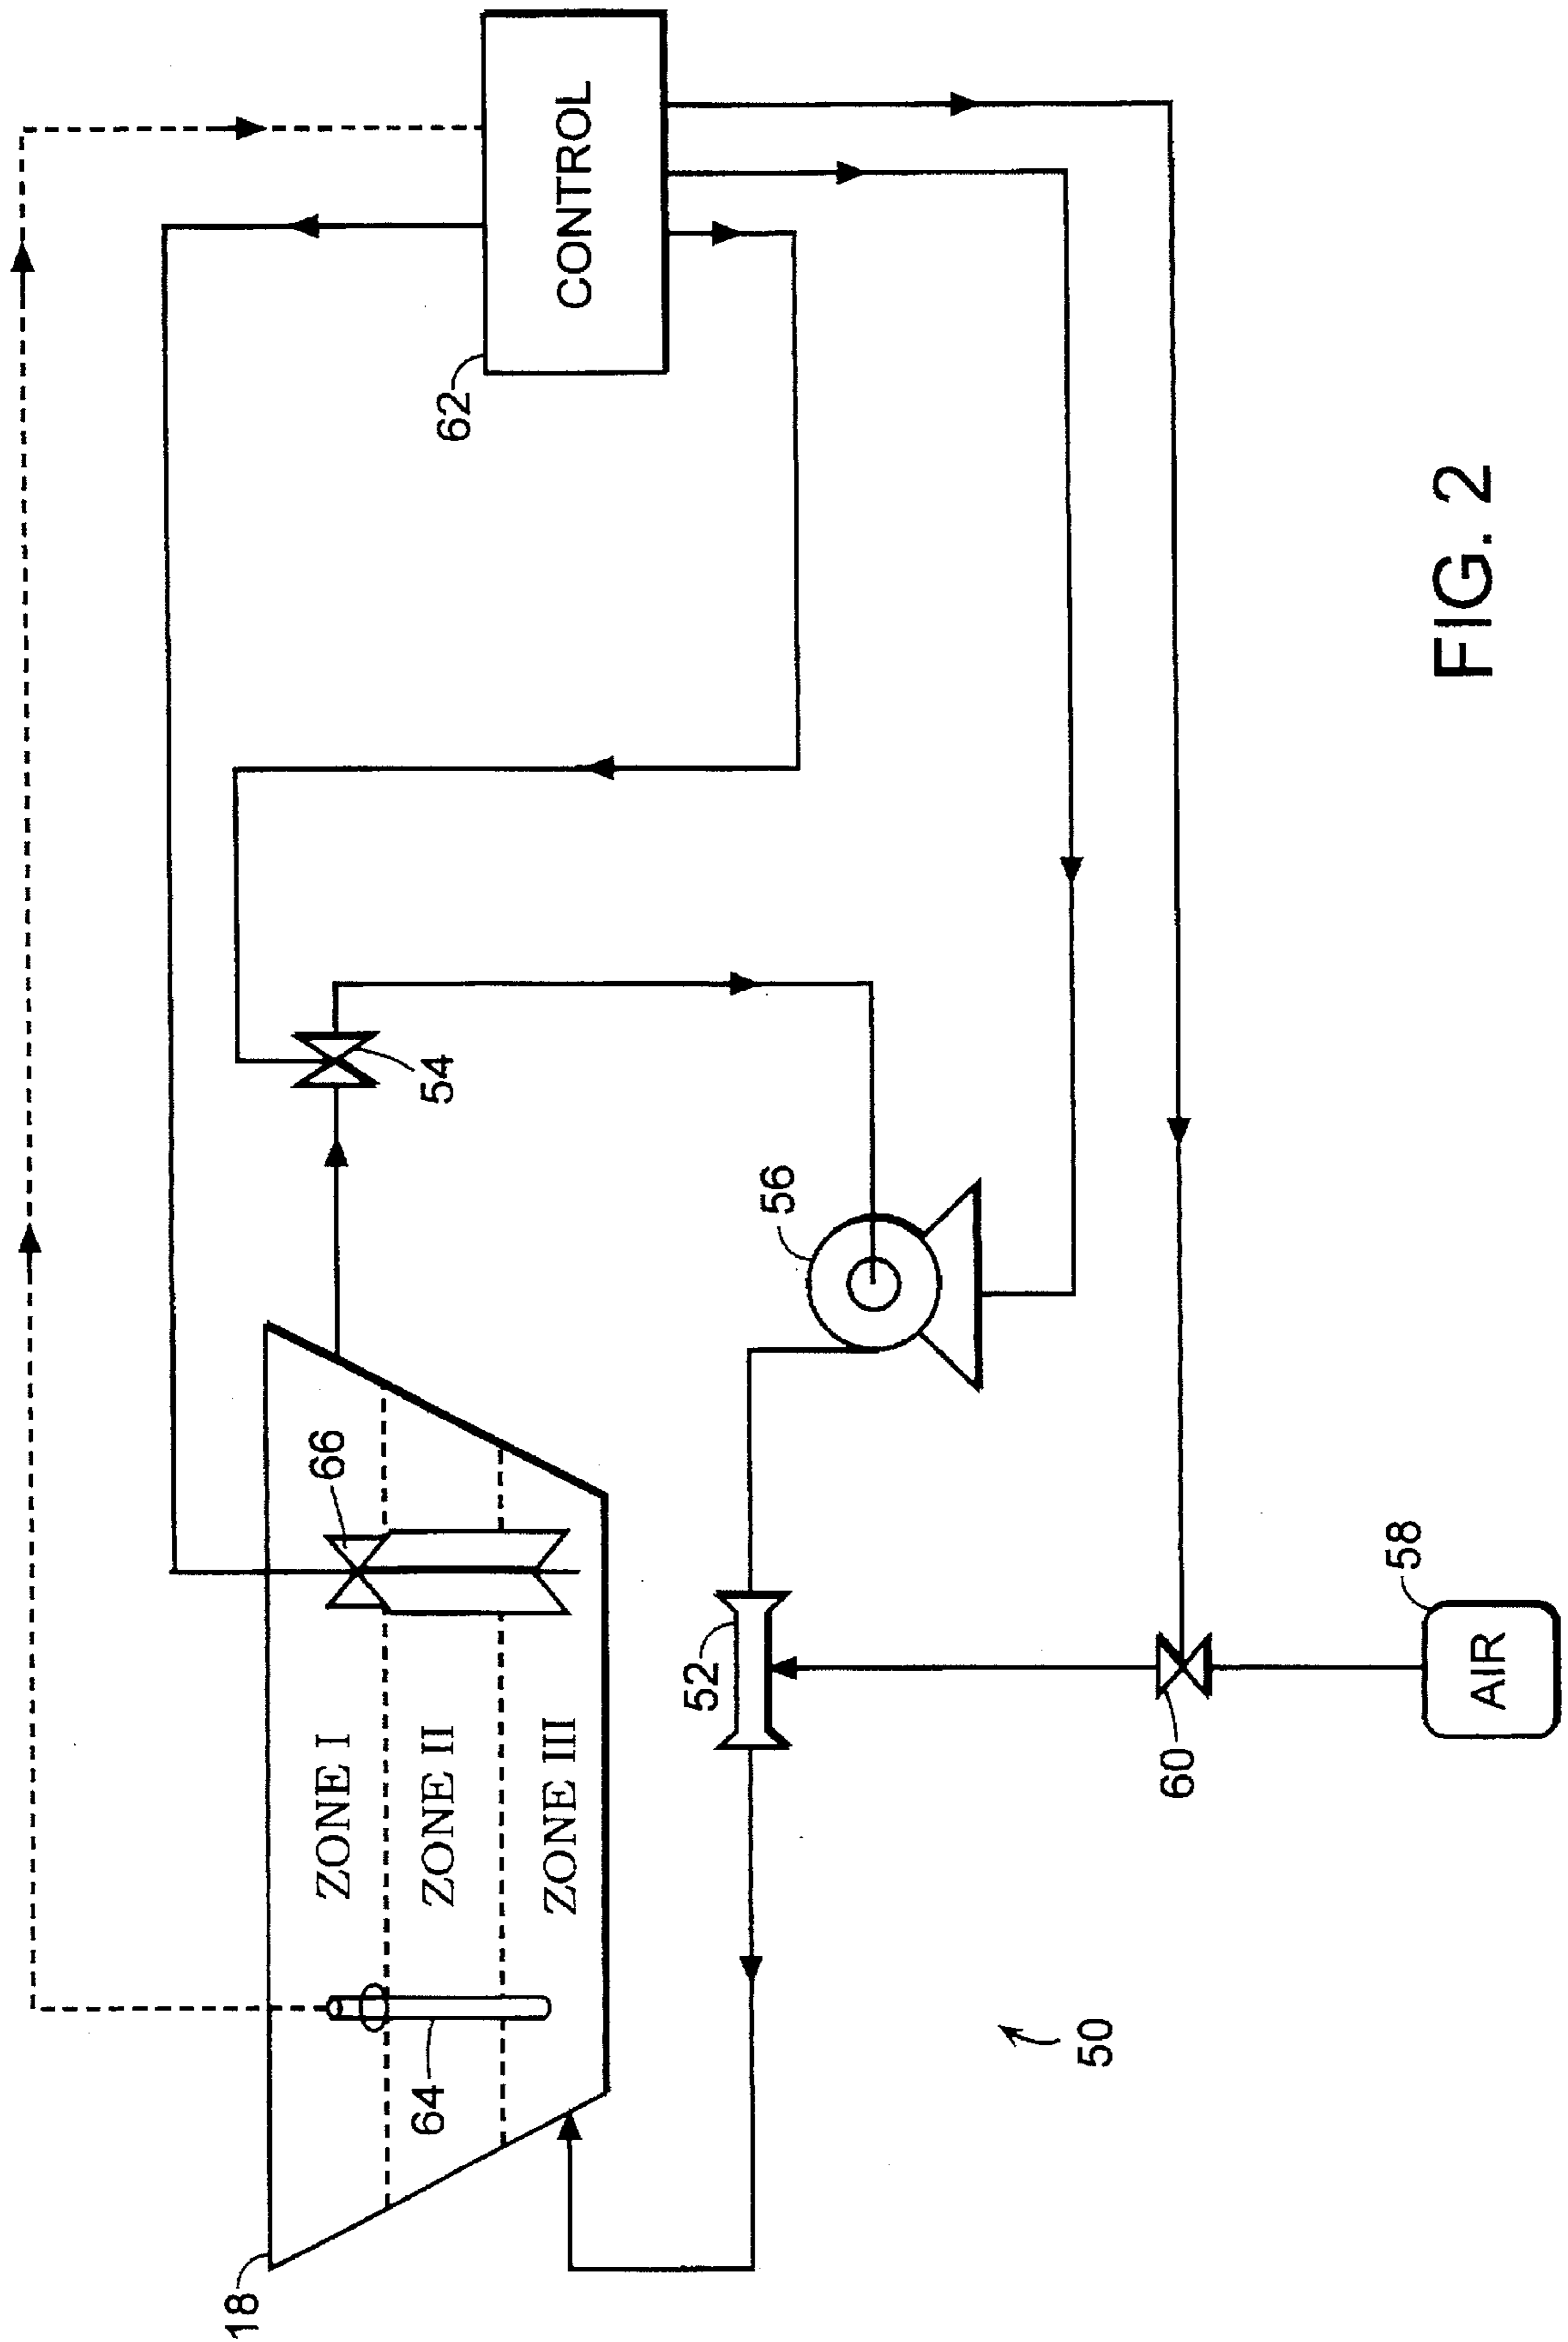 18
64
ZONE I
ZONE II
ZONE III
66
54
62
CONTROL
52
56
60
58
AIR
50
FIG. 2